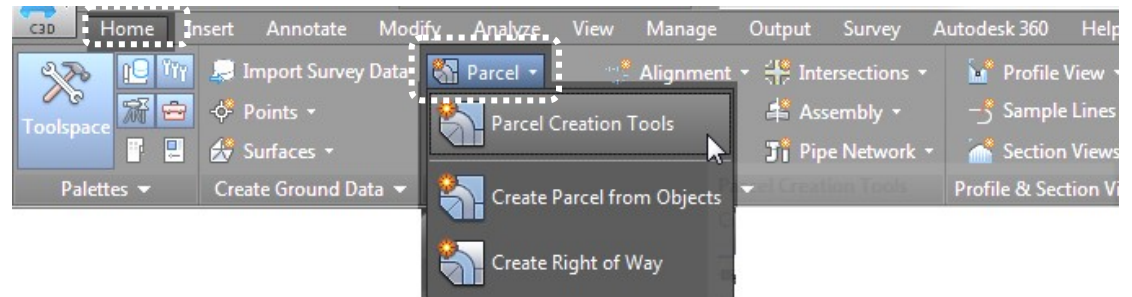 C3D Home Insert Annotate Modify Analyze View Manage Output Survey Autodesk 360 Help
Import Survey Data Parcel Alignment Intersections Profile View
Toolspace Points Parcel Creation Tools Assembly Sample Lines
Surfaces Pipe Network Section Views
Palettes Create Ground Data Create Parcel from Objects Profile & Section Vi
Create Right of Way